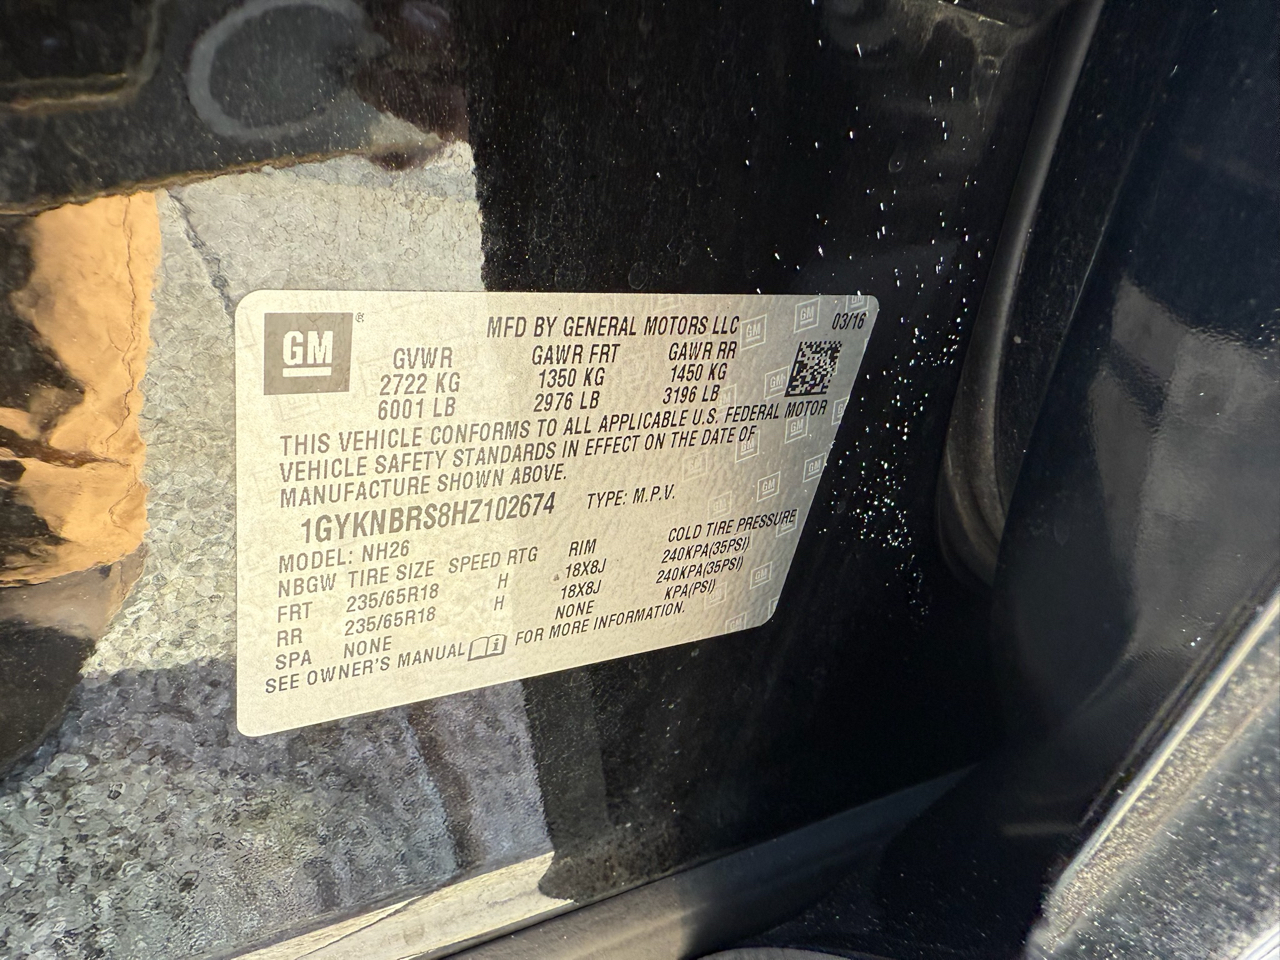 GM
MFD BY GENERAL MOTORS LLC
03/16
GVWR GAWR FRT GAWR RR
2722 KG 1350 KG 1450 KG
6001 LB 2976 LB 3196 LB
THIS VEHICLE CONFORMS TO ALL APPLICABLE U.S. FEDERAL MOTOR
VEHICLE SAFETY STANDARDS IN EFFECT ON THE DATE OF
MANUFACTURE SHOWN ABOVE.
1GYKNBRS8HZ102674 TYPE: M.P.V.
MODEL: NH26
NBGW TIRE SIZE SPEED RTG RIM COLD TIRE PRESSURE
FRT 235/65R18 H 18X8J 240KPA(35PSI)
RR 235/65R18 H 18X8J 240KPA(35PSI)
SPA NONE NONE KPA(PSI)
SEE OWNER'S MANUAL i FOR MORE INFORMATION.